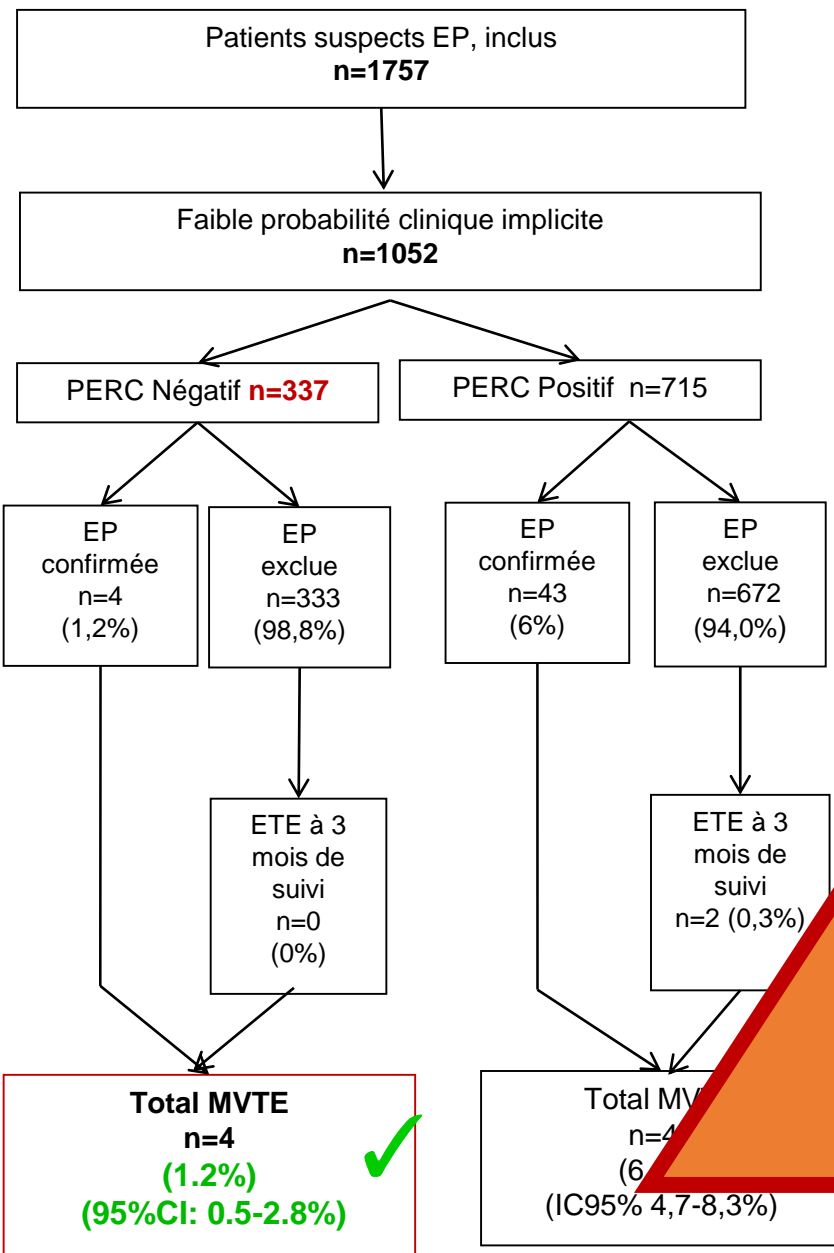 Patients suspects EP, inclus
n=1757
Faible probabilité clinique implicite
n=1052
PERC Négatif n=337
PERC Positif  n=715
EP
confirmée
n=4
(1,2%)
EP
exclue
n=333
(98,8%)
EP
confirmée
n=43
(6%)
EP
exclue
n=672
(94,0%)
ETE à 3
mois de
suivi
n=0
(0%)
ETE à 3
mois de
suivi
n=2 (0,3%)
Total MVTE
n=4
(1.2%)
(95%CI: 0.5-2.8%)
Total
(IC95% 4,7-8,3%)